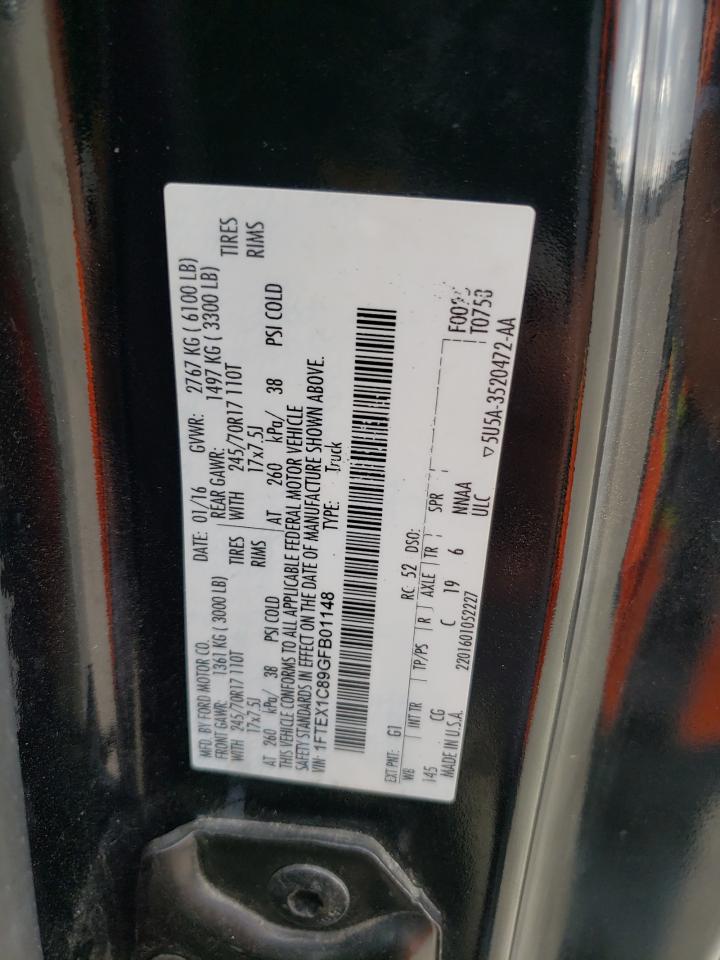 MFD. BY FORD MOTOR CO. DATE: 01/16 GVWR: 2767 KG ( 6100 LB)
FRONT GAWR: 1361 KG ( 3000 LB) REAR GAWR: 1497 KG ( 3300 LB)
WITH 245/70R17 110T TIRES WITH 245/70R17 110T TIRES
17x7.5J RIMS 17x7.5J RIMS
AT 260 kPa/ 38 PSI COLD AT 260 kPa/ 38 PSI COLD
THIS VEHICLE CONFORMS TO ALL APPLICABLE FEDERAL MOTOR VEHICLE
SAFETY STANDARDS IN EFFECT ON THE DATE OF MANUFACTURE SHOWN ABOVE.
VIN: 1FTEX1C89GFB01148 TYPE: Truck
EXT PNT: G1 RC: 52 DSO:
WB INT TR TP/PS R AXLE TR SPR
145 CG C 19 6 NNAA
MADE IN U.S.A. 2201601052227 ULC
T0750
5U5A-3520472-AA